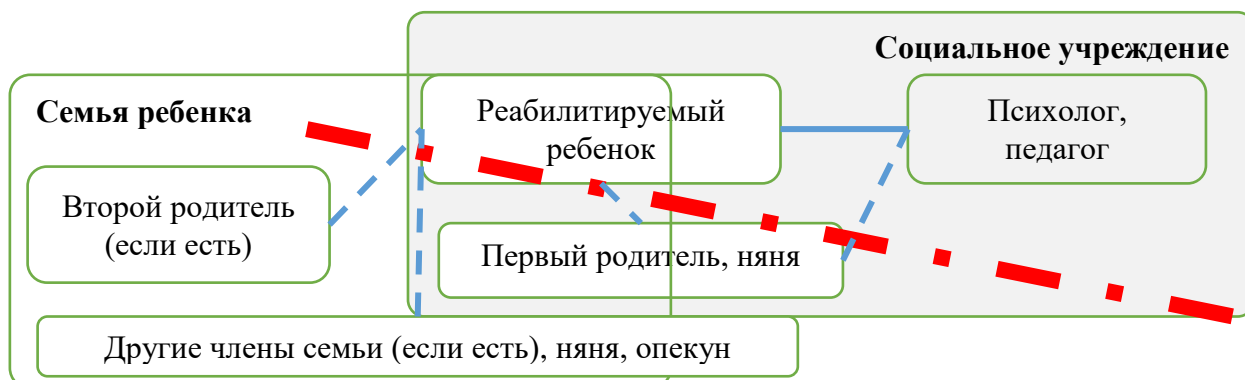 Социальное учреждение
Семья ребенка
Реабилитируемый
ребенок
Психолог,
педагог
Второй родитель
(если есть)
Первый родитель, няня
Другие члены семьи (если есть), няня, опекун